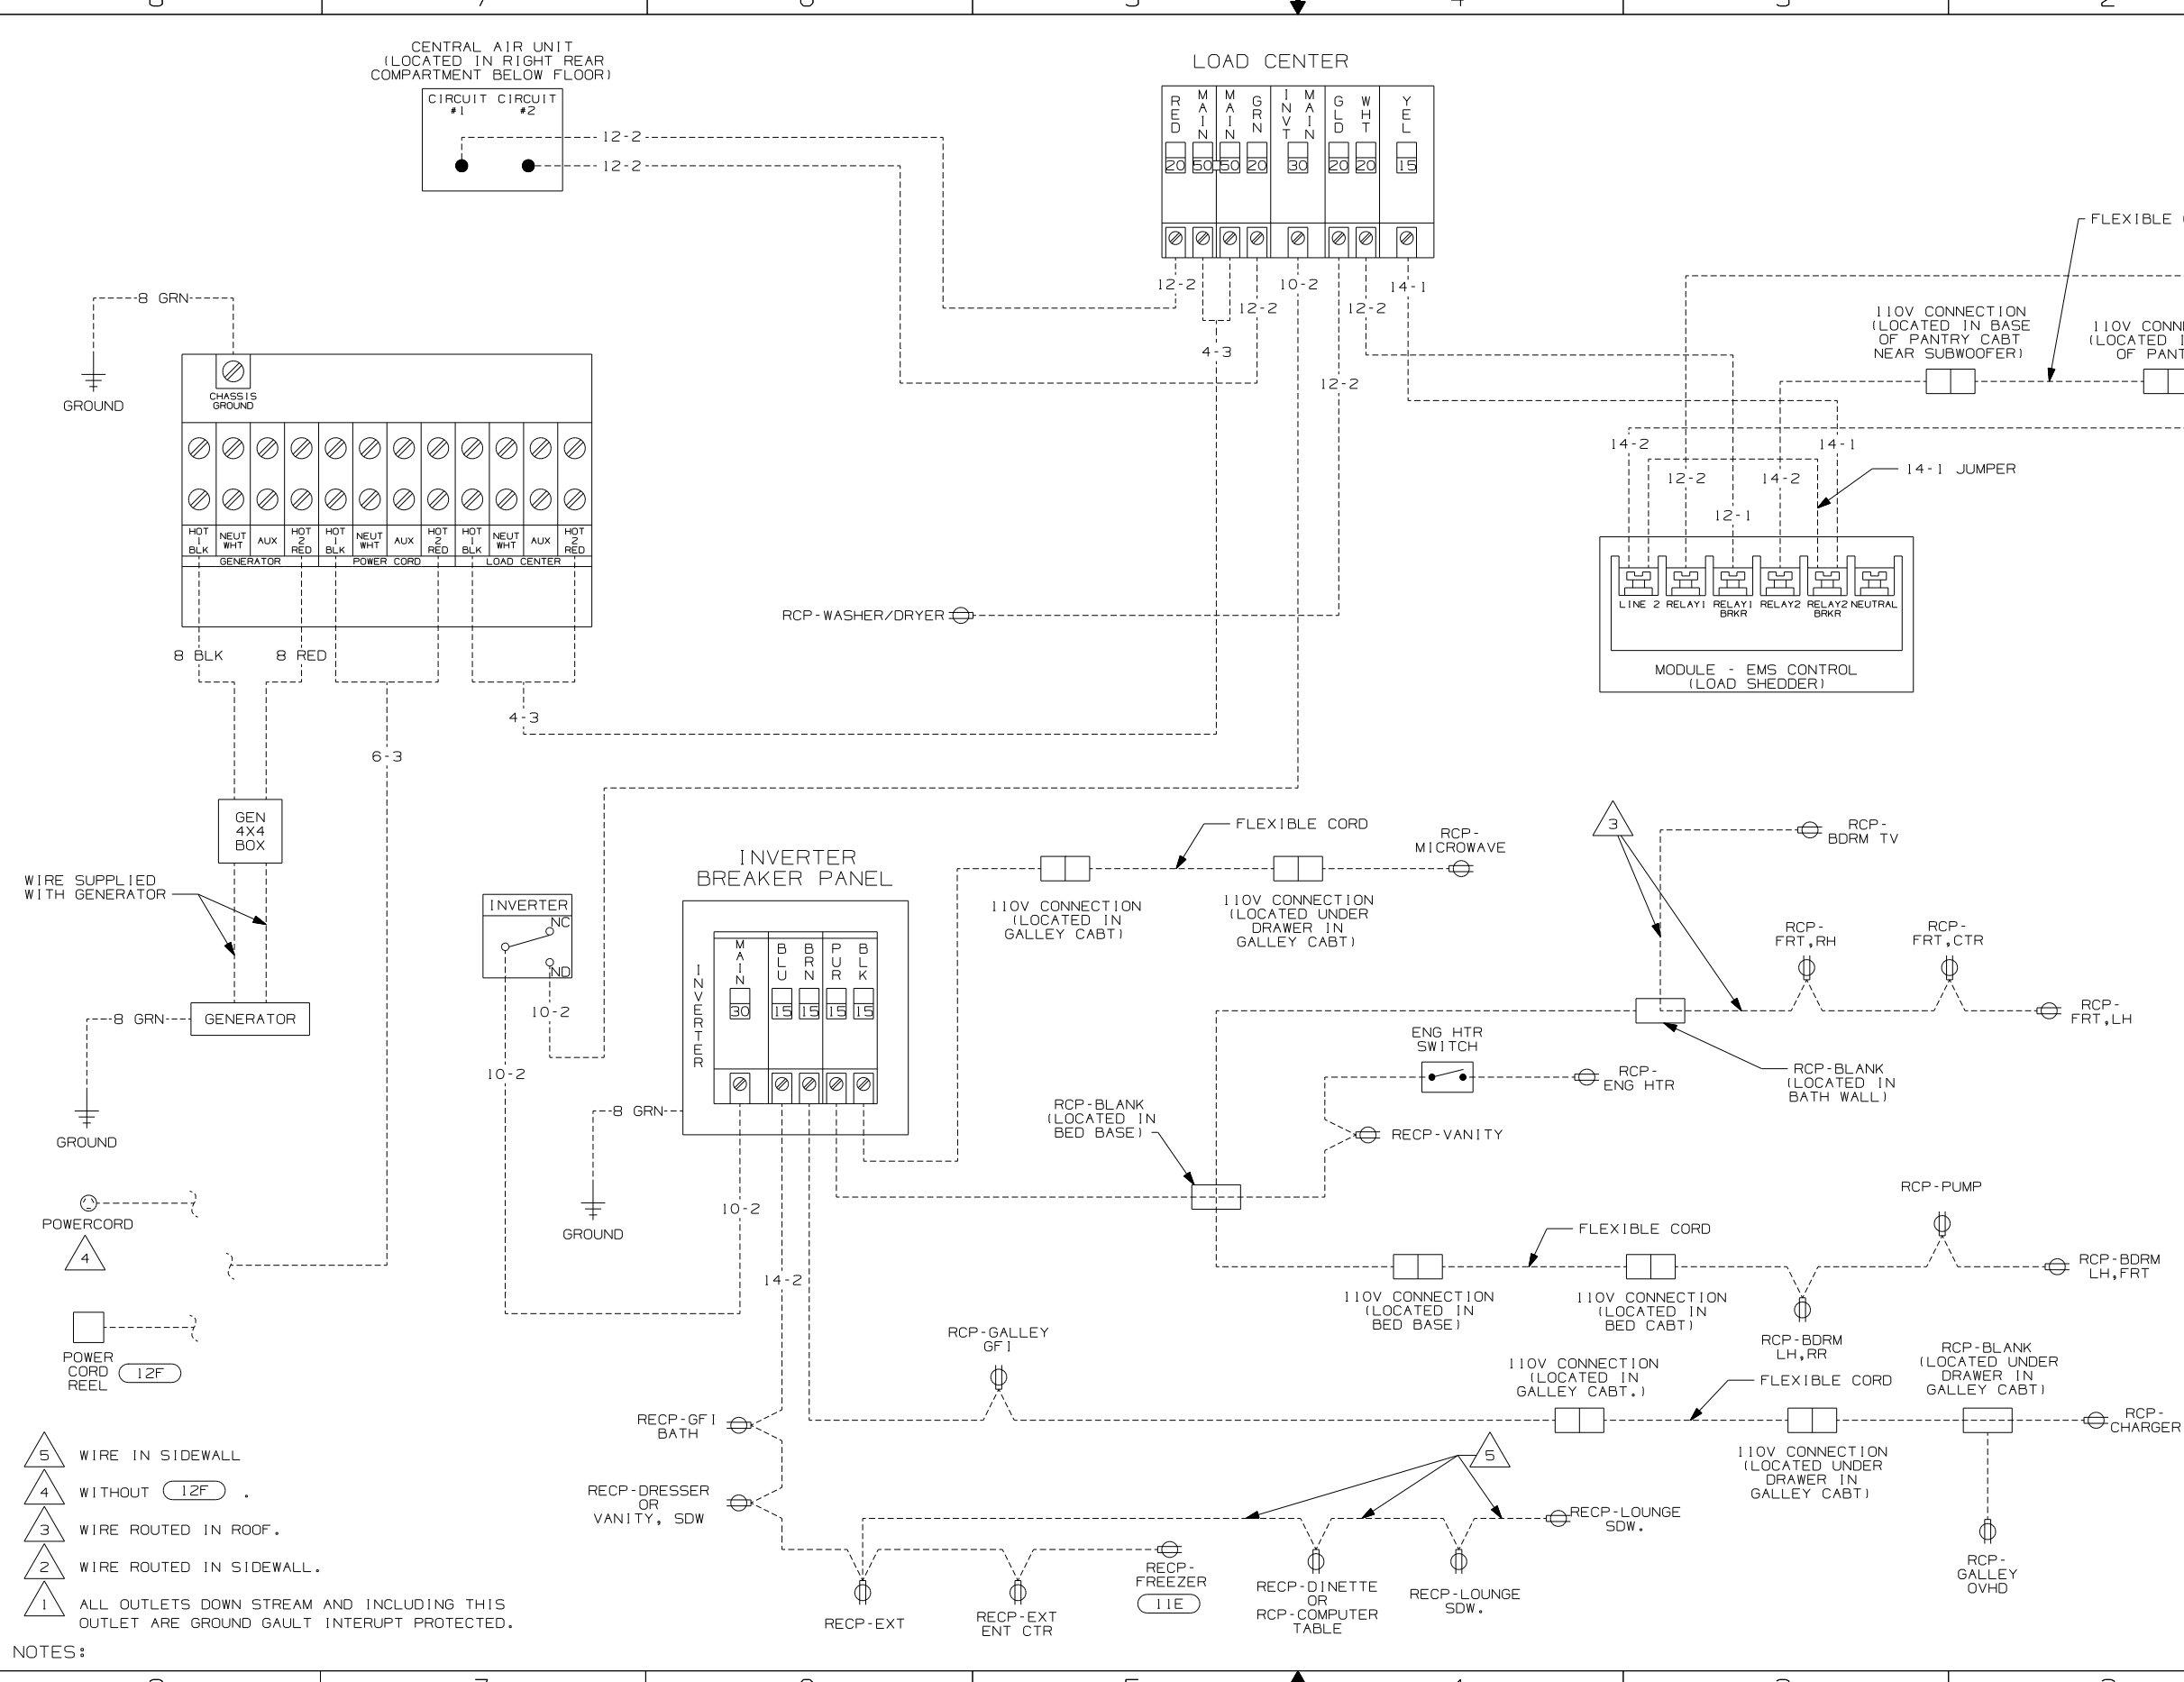 CENTRAL AIR UNIT
(LOCATED IN RIGHT REAR
COMPARTMENT BELOW FLOOR)
CIRCUIT CIRCUIT
#1 #2
12-2
12-2
LOAD CENTER
RED
MAIN
MAIN
GRN
INVT
MAIN
GLD
WHT
YEL
20
50
50
20
30
20
20
15
12-2
12-2
10-2
12-2
14-1
4-3
12-2
FLEXIBLE
110V CONNECTION
(LOCATED IN BASE
OF PANTRY CABT
NEAR SUBWOOFER)
8 GRN
GROUND
CHASSIS
GROUND
HOT
1
BLK
NEUT
WHT
AUX
HOT
2
RED
HOT
1
BLK
NEUT
WHT
AUX
HOT
2
RED
HOT
1
BLK
NEUT
WHT
AUX
HOT
2
RED
GENERATOR
POWER CORD
LOAD CENTER
8 BLK
8 RED
4-3
6-3
14-2
12-2
12-1
14-2
14-1
14-1 JUMPER
LINE 2
RELAY1
RELAY1
BRKR
RELAY2
RELAY2
BRKR
NEUTRAL
MODULE - EMS CONTROL
(LOAD SHEDDER)
RCP-WASHER/DRYER
GEN
4X4
BOX
WIRE SUPPLIED
WITH GENERATOR
8 GRN
GENERATOR
GROUND
INVERTER
NC
ND
10-2
10-2
INVERTER
BREAKER PANEL
INVERTER
MAIN
BLU
BRN
PUR
BLK
30
15
15
15
15
8 GRN
GROUND
10-2
14-2
FLEXIBLE CORD
RCP-
MICROWAVE
110V CONNECTION
(LOCATED IN
GALLEY CABT)
110V CONNECTION
(LOCATED UNDER
DRAWER IN
GALLEY CABT)
3
RCP-
BDRM TV
RCP-
FRT,RH
RCP-
FRT,CTR
RCP-
FRT,LH
RCP-BLANK
(LOCATED IN
BATH WALL)
ENG HTR
SWITCH
RCP-
ENG HTR
RCP-BLANK
(LOCATED IN
BED BASE)
RECP-VANITY
RCP-PUMP
FLEXIBLE CORD
RCP-BDRM
LH,FRT
110V CONNECTION
(LOCATED IN
BED BASE)
110V CONNECTION
(LOCATED IN
BED CABT)
RCP-BDRM
LH,RR
POWERCORD
4
POWER
CORD
REEL
12F
RCP-GALLEY
GFI
110V CONNECTION
(LOCATED IN
GALLEY CABT.)
FLEXIBLE CORD
RCP-BLANK
(LOCATED UNDER
DRAWER IN
GALLEY CABT)
RCP-
CHARGER
110V CONNECTION
(LOCATED UNDER
DRAWER IN
GALLEY CABT)
RCP-
GALLEY
OVHD
RECP-GFI
BATH
RECP-DRESSER
OR
VANITY, SDW
5
RECP-LOUNGE
SDW.
RECP-EXT
RECP-EXT
ENT CTR
RECP-
FREEZER
11E
RECP-DINETTE
OR
RCP-COMPUTER
TABLE
RECP-LOUNGE
SDW.
5 WIRE IN SIDEWALL
4 WITHOUT 12F .
3 WIRE ROUTED IN ROOF.
2 WIRE ROUTED IN SIDEWALL.
1 ALL OUTLETS DOWN STREAM AND INCLUDING THIS
OUTLET ARE GROUND GAULT INTERUPT PROTECTED.
NOTES: